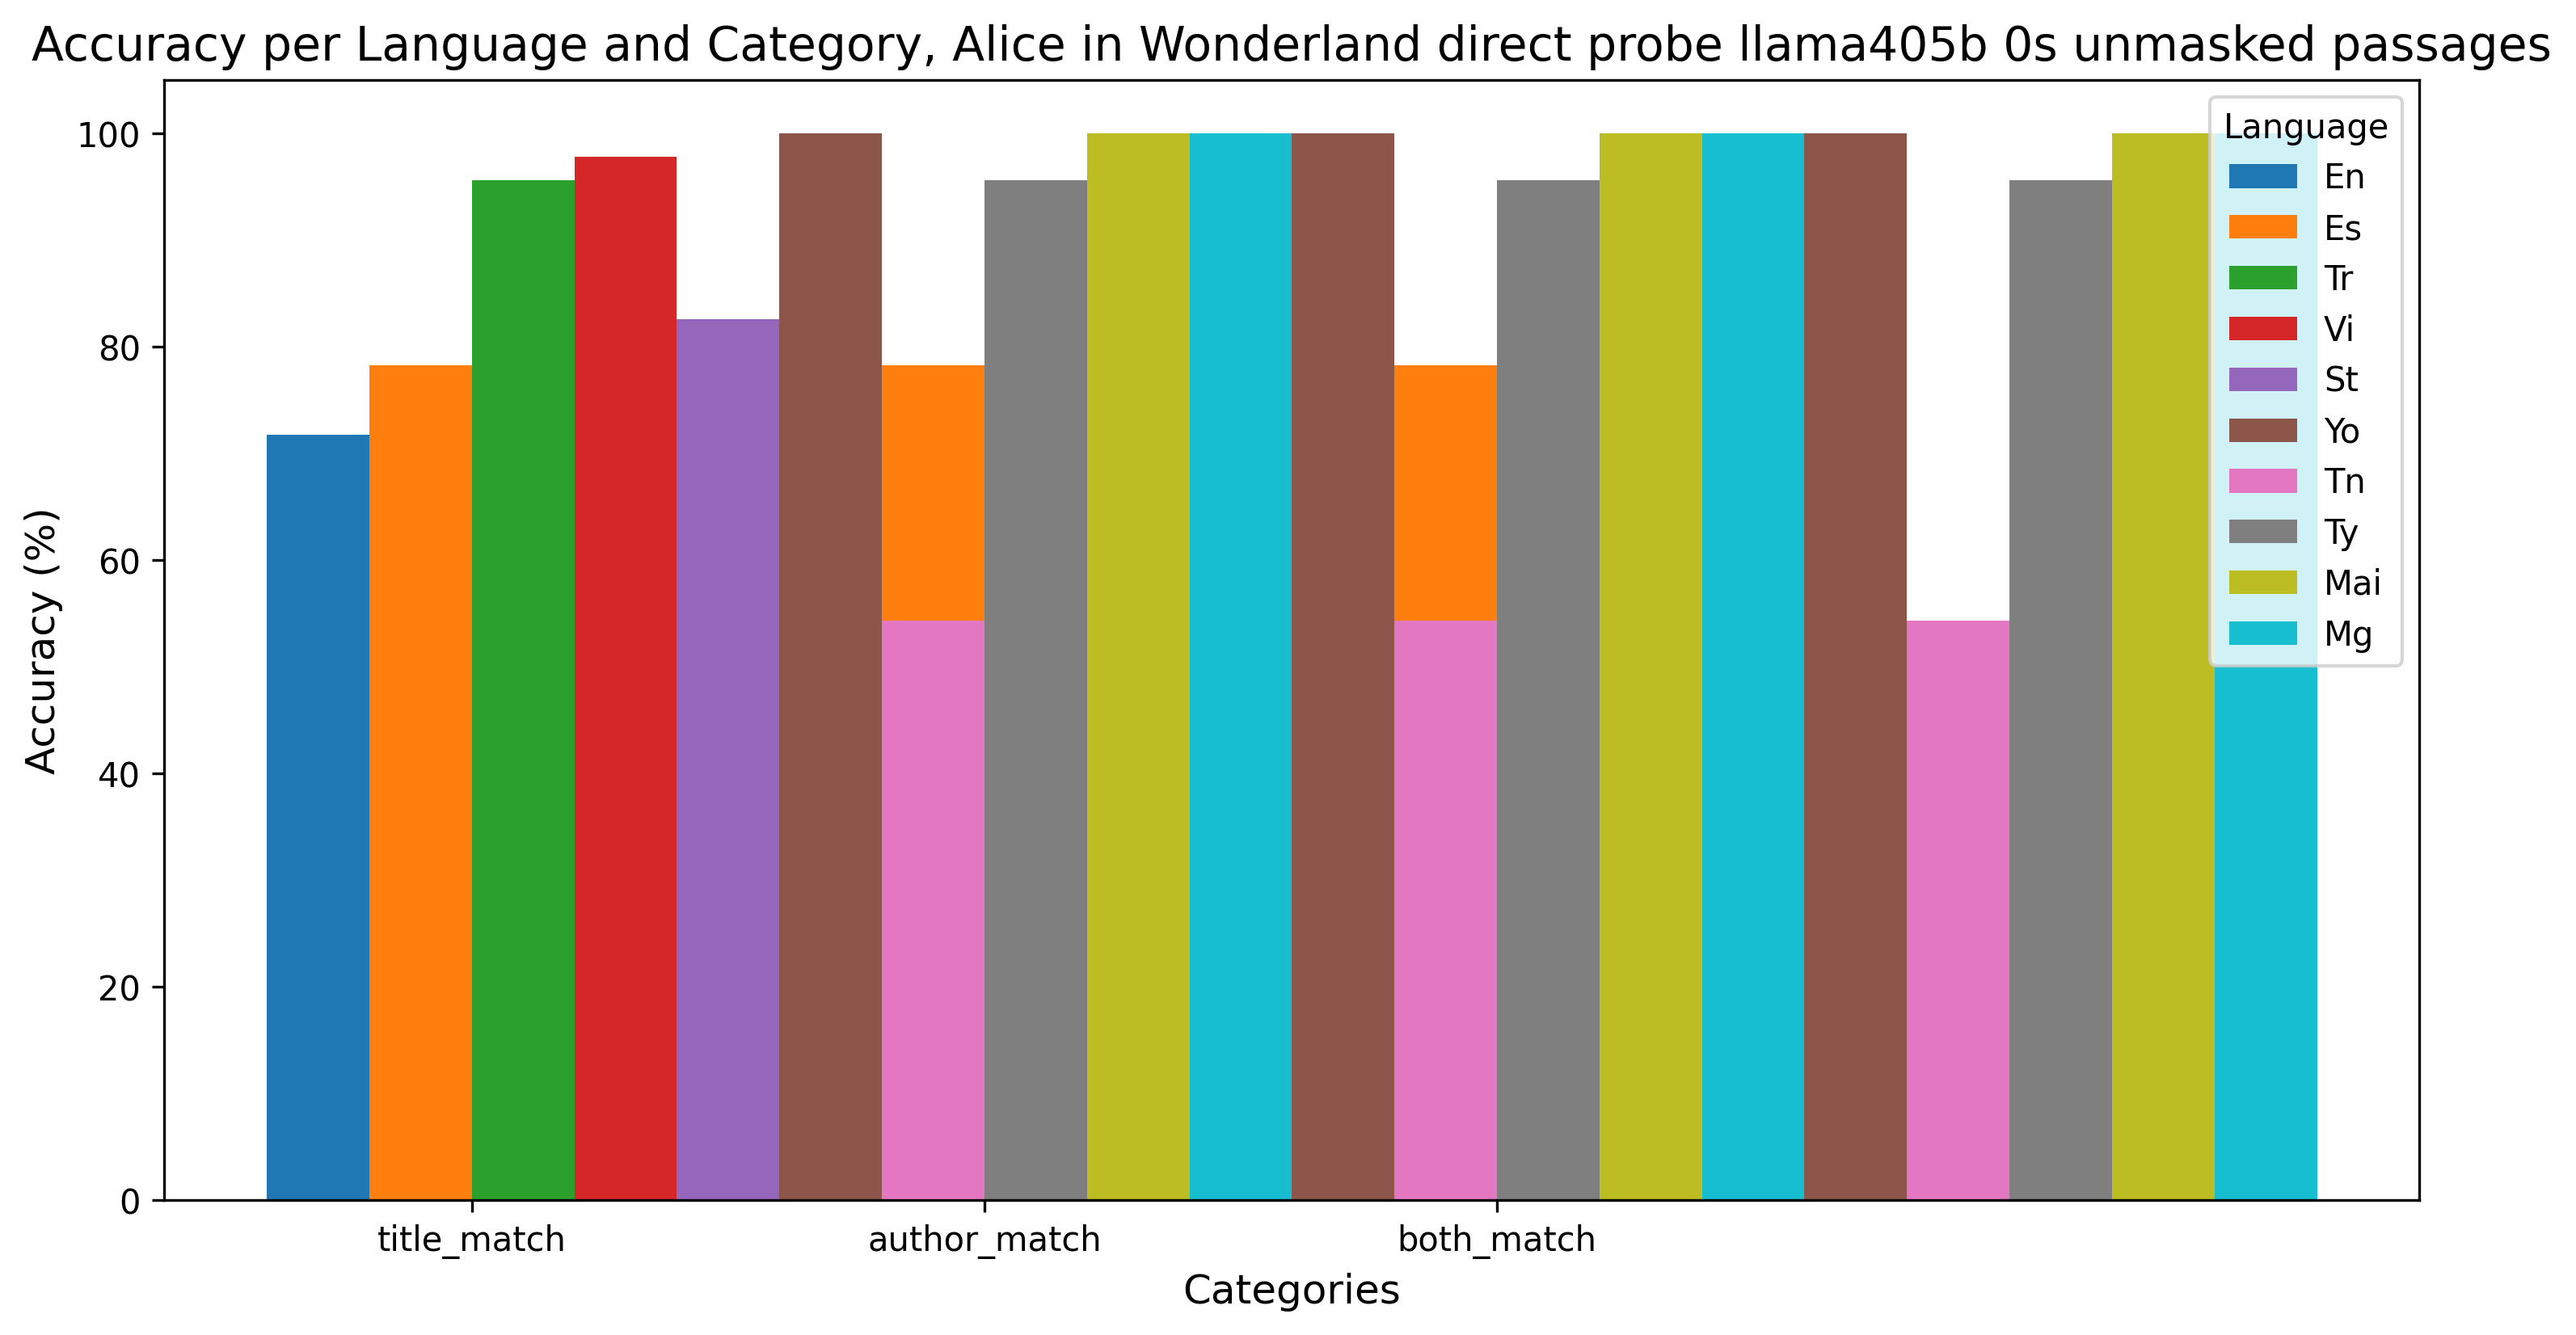 Accuracy per Language and Category, Alice in Wonderland direct probe llama405b 0s unmasked passages
Accuracy (%)
100
80
60
40
20
0
title_match
author_match
both_match
Categories
Language
En
Es
Tr
Vi
St
Yo
Tn
Ty
Mai
Mg